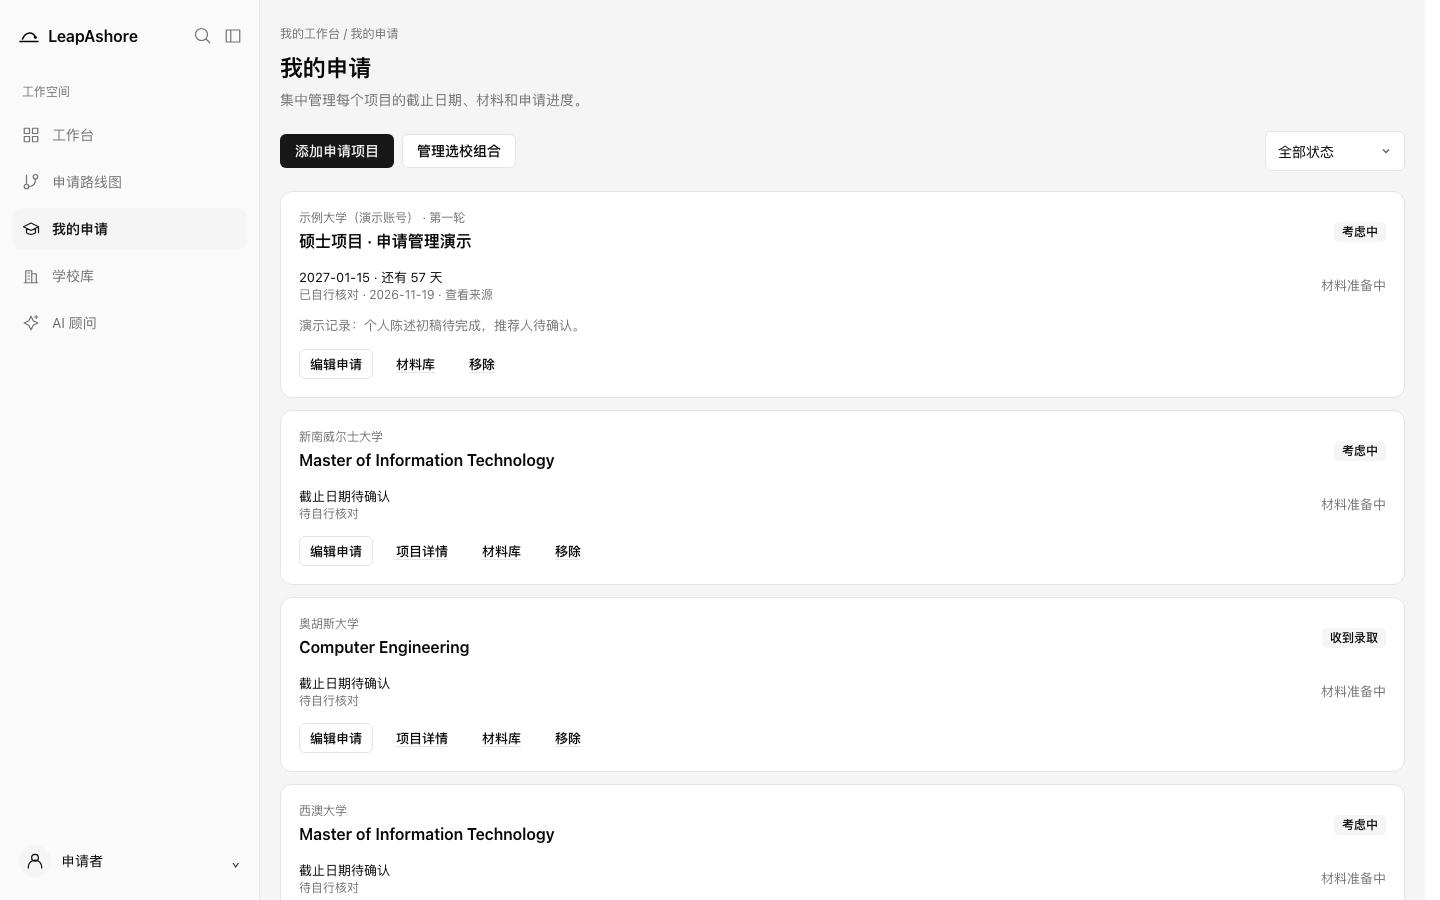 LeapAshore
工作空间
工作台
申请路线图
我的申请
学校库
AI 顾问
申请者
我的工作台 / 我的申请
我的申请
集中管理每个项目的截止日期、材料和申请进度。
添加申请项目
管理选校组合
全部状态
示例大学（演示账号） · 第一轮
硕士项目 · 申请管理演示
考虑中
2027-01-15 · 还有 57 天
已自行核对 · 2026-11-19 · 查看来源
材料准备中
演示记录：个人陈述初稿待完成，推荐人待确认。
编辑申请 材料库 移除
新南威尔士大学
Master of Information Technology
考虑中
截止日期待确认
待自行核对
材料准备中
编辑申请 项目详情 材料库 移除
奥胡斯大学
Computer Engineering
收到录取
截止日期待确认
待自行核对
材料准备中
编辑申请 项目详情 材料库 移除
西澳大学
Master of Information Technology
考虑中
截止日期待确认
待自行核对
材料准备中